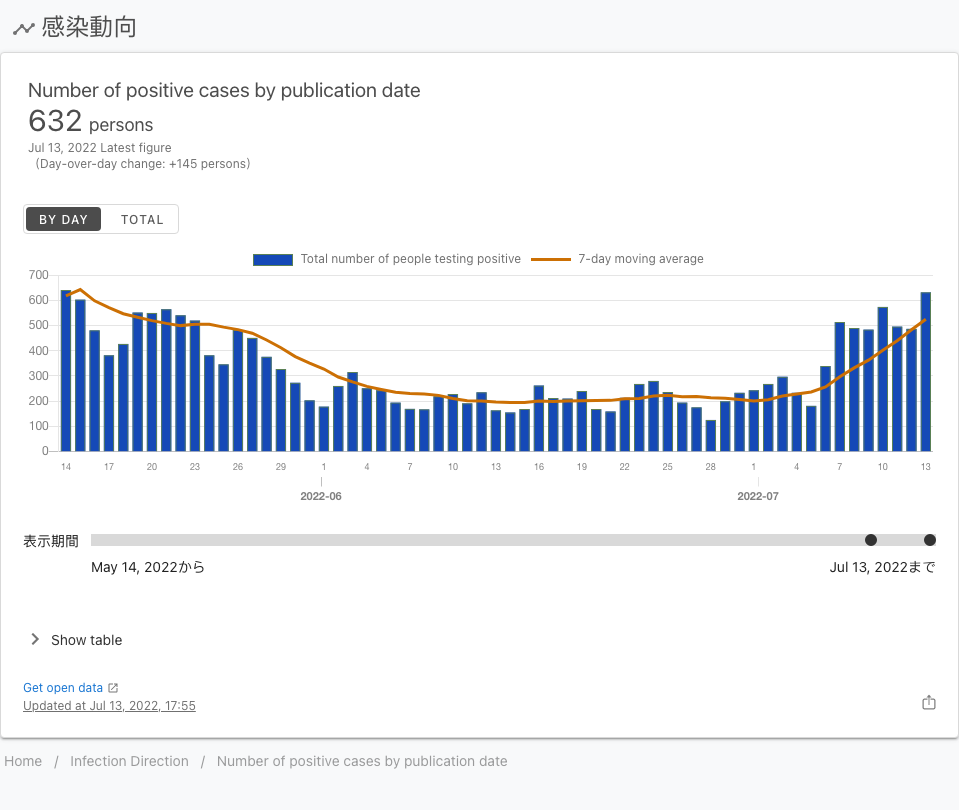 感染動向
Number of positive cases by publication date
632 persons
Jul 13, 2022 Latest figure
(Day-over-day change: +145 persons)
BY DAY TOTAL
Total number of people testing positive 7-day moving average
700
600
500
400
300
200
100
0
14 17 20 23 26 29 1 4 7 10 13 16 19 22 25 28 1 4 7 10 13
2022-06 2022-07
表示期間
May 14, 2022から Jul 13, 2022まで
Show table
Get open data
Updated at Jul 13, 2022, 17:55
Home / Infection Direction / Number of positive cases by publication date